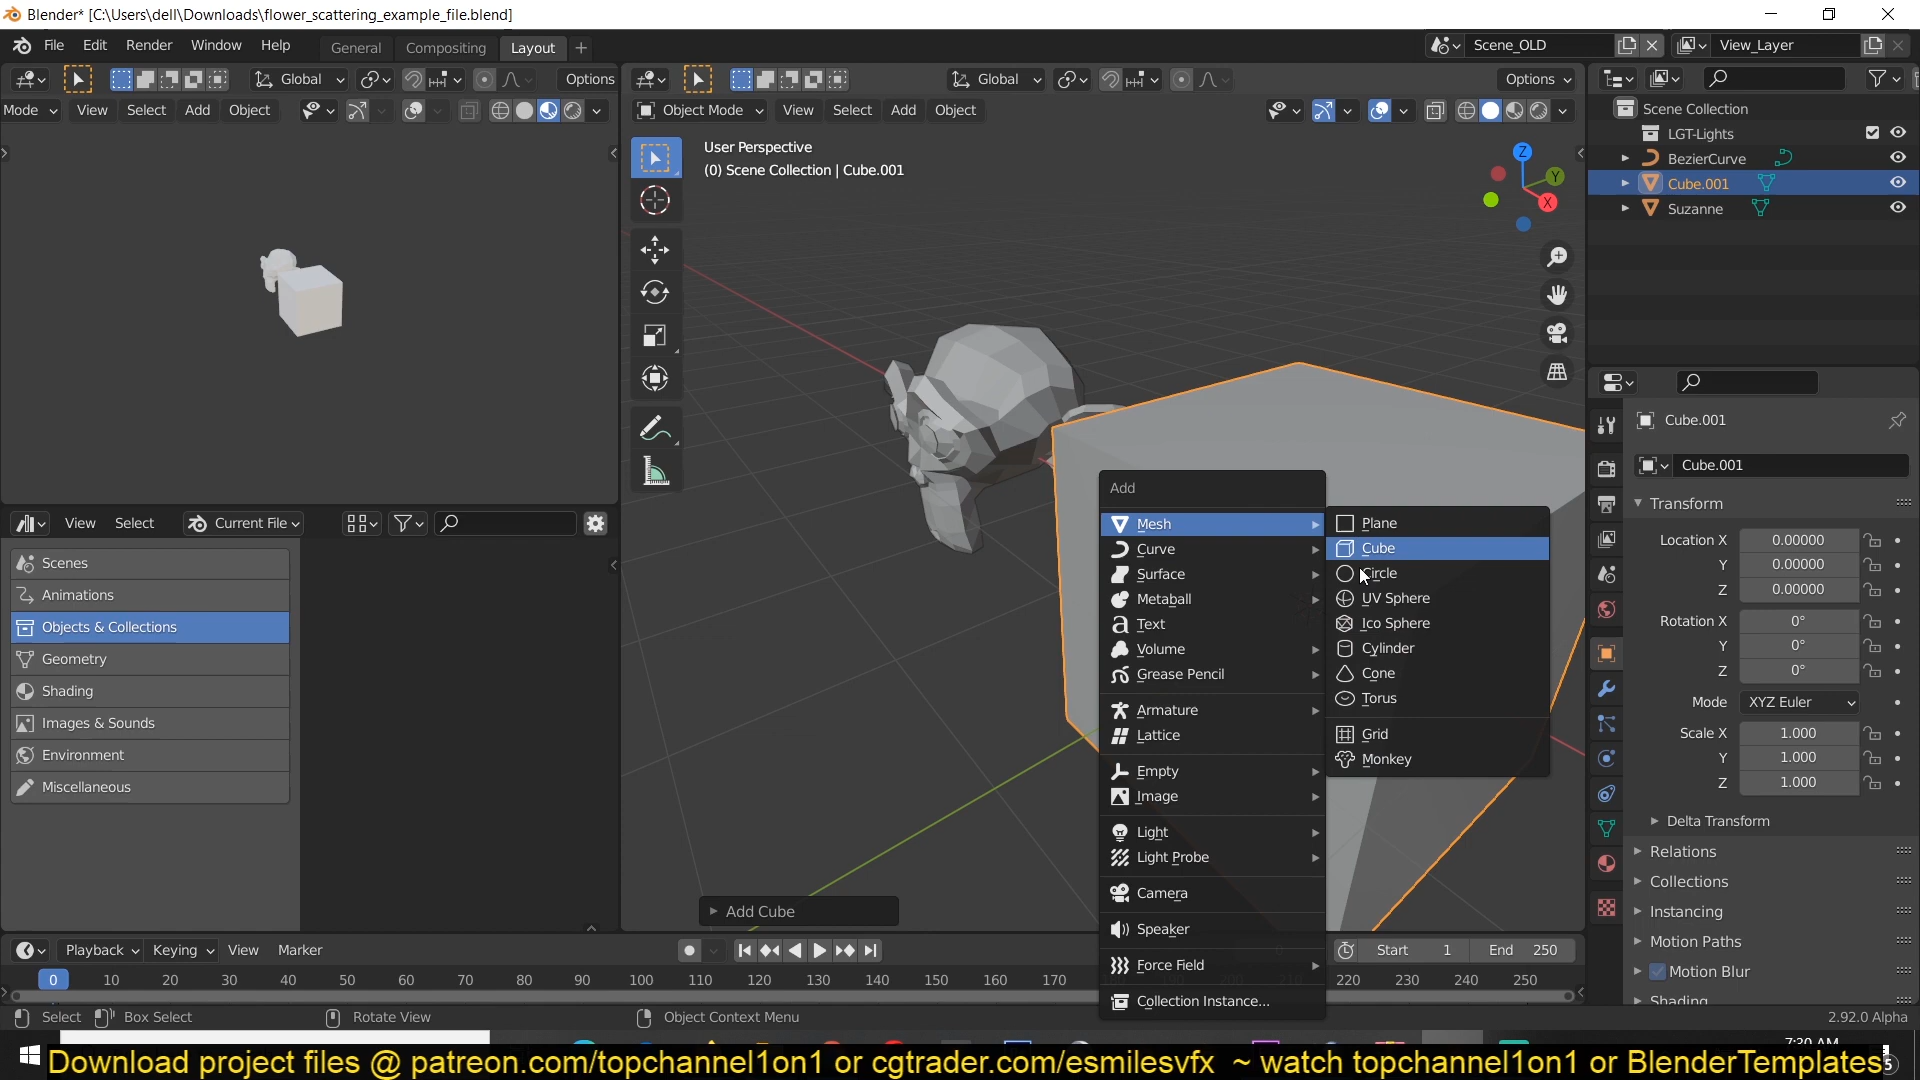 Blender* [C:\Users\dell\Downloads\flower_scattering_example_file.blend]
File Edit Render Window Help General Compositing Layout + Scene_OLD View_Layer
Global Options Global Options
Mode View Select Add Object Object Mode View Select Add Object
User Perspective
(0) Scene Collection | Cube.001
Z
Y
X
Scene Collection
LGT-Lights
BezierCurve
Cube.001
Suzanne
Cube.001
Cube.001
Transform
Location X 0.00000
Y 0.00000
Z 0.00000
Rotation X 0°
Y 0°
Z 0°
Mode XYZ Euler
Scale X 1.000
Y 1.000
Z 1.000
Delta Transform
Relations
Collections
Instancing
Motion Paths
Motion Blur
Shading
Add
Mesh
Curve
Surface
Metaball
Text
Volume
Grease Pencil
Armature
Lattice
Empty
Image
Light
Light Probe
Camera
Speaker
Force Field
Collection Instance...
Plane
Cube
Circle
UV Sphere
Ico Sphere
Cylinder
Cone
Torus
Grid
Monkey
Add Cube
View Select Current File
Scenes
Animations
Objects & Collections
Geometry
Shading
Images & Sounds
Environment
Miscellaneous
Playback Keying View Marker Start 1 End 250
0 10 20 30 40 50 60 70 80 90 100 110 120 130 140 150 160 170 190 200 210 220 230 240 250
Select Box Select Rotate View Object Context Menu 2.92.0 Alpha
7:30 AM
Download project files @ patreon.com/topchannel1on1 or cgtrader.com/esmilesvfx ~ watch topchannel1on1 or BlenderTemplates